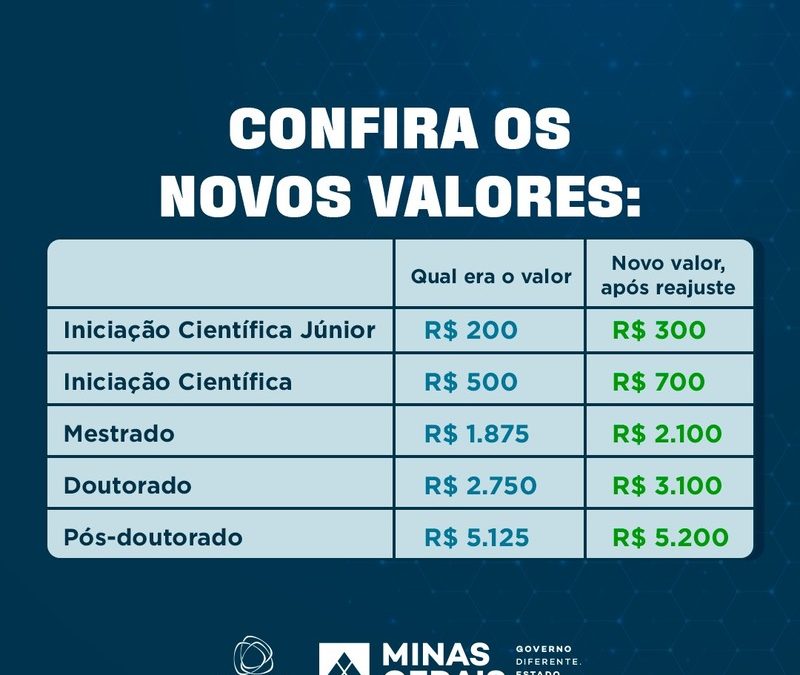 CONFIRA OS
NOVOS VALORES:
Qual era o valor
Novo valor,
após reajuste
Iniciação Científica Júnior R$ 200 R$ 300
Iniciação Científica R$ 500 R$ 700
Mestrado R$ 1.875 R$ 2.100
Doutorado R$ 2.750 R$ 3.100
Pós-doutorado R$ 5.125 R$ 5.200
MINAS
GERAIS
GOVERNO
DIFERENTE.
ESTADO